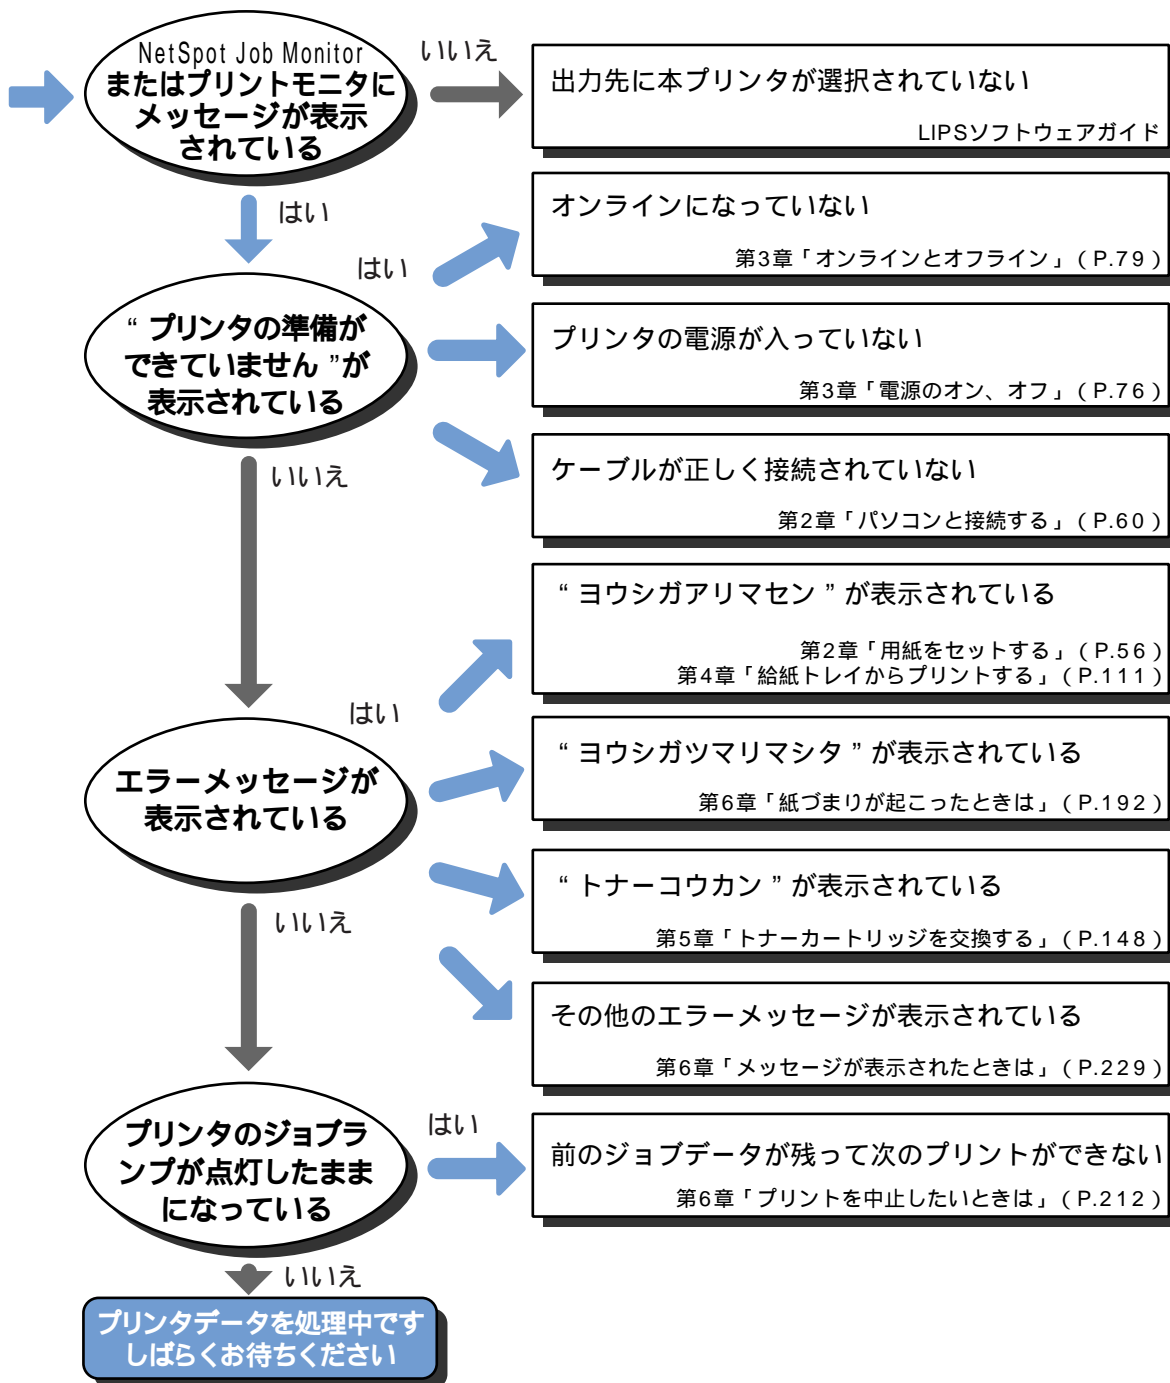 NetSpot Job Monitor
またはプリントモニタに
メッセージが表示
されている
いいえ
出力先に本プリンタが選択されていない
LIPSソフトウェアガイド
はい
オンラインになっていない
第3章「オンラインとオフライン」(P.79)
はい
“プリンタの準備が
できていません”が
表示されている
プリンタの電源が入っていない
第3章「電源のオン、オフ」(P.76)
ケーブルが正しく接続されていない
第2章「パソコンと接続する」(P.60)
いいえ
“ヨウシガアリマセン”が表示されている
第2章「用紙をセットする」(P.56)
第4章「給紙トレイからプリントする」(P.111)
はい
エラーメッセージが
表示されている
“ヨウシガツマリマシタ”が表示されている
第6章「紙づまりが起こったときは」(P.192)
“トナーコウカン”が表示されている
第5章「トナーカートリッジを交換する」(P.148)
いいえ
その他のエラーメッセージが表示されている
第6章「メッセージが表示されたときは」(P.229)
プリンタのジョブラ
ンプが点灯したまま
になっている
はい
前のジョブデータが残って次のプリントができない
第6章「プリントを中止したいときは」(P.212)
いいえ
プリンタデータを処理中です
しばらくお待ちください